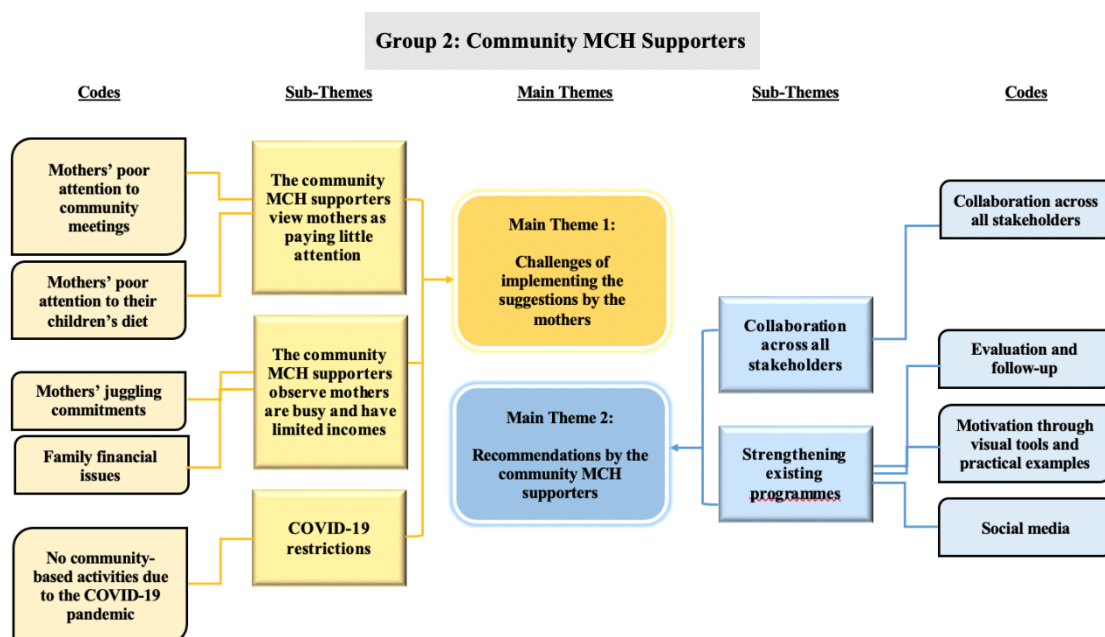 Group 2: Community MCH Supporters
Codes
Sub-Themes
Main Themes
Sub-Themes
Codes
Mothers' poor
attention to
community
meetings
Mothers' poor
attention to their
children's diet
Mothers' juggling
commitments
Family financial
issues
No community-
based activities due
to the COVID-19
pandemic
The community
MCH supporters
view mothers as
paying little
attention
The community
MCH supporters
observe mothers
are busy and have
limited incomes
COVID-19
restrictions
Main Theme 1:
Challenges of
implementing the
suggestions by the
mothers
Main Theme 2:
Recommendations by the
community MCH
supporters
Collaboration
across all
stakeholders
Strengthening
existing
programmes
Collaboration across
all stakeholders
Evaluation and
follow-up
Motivation through
visual tools and
practical examples
Social media